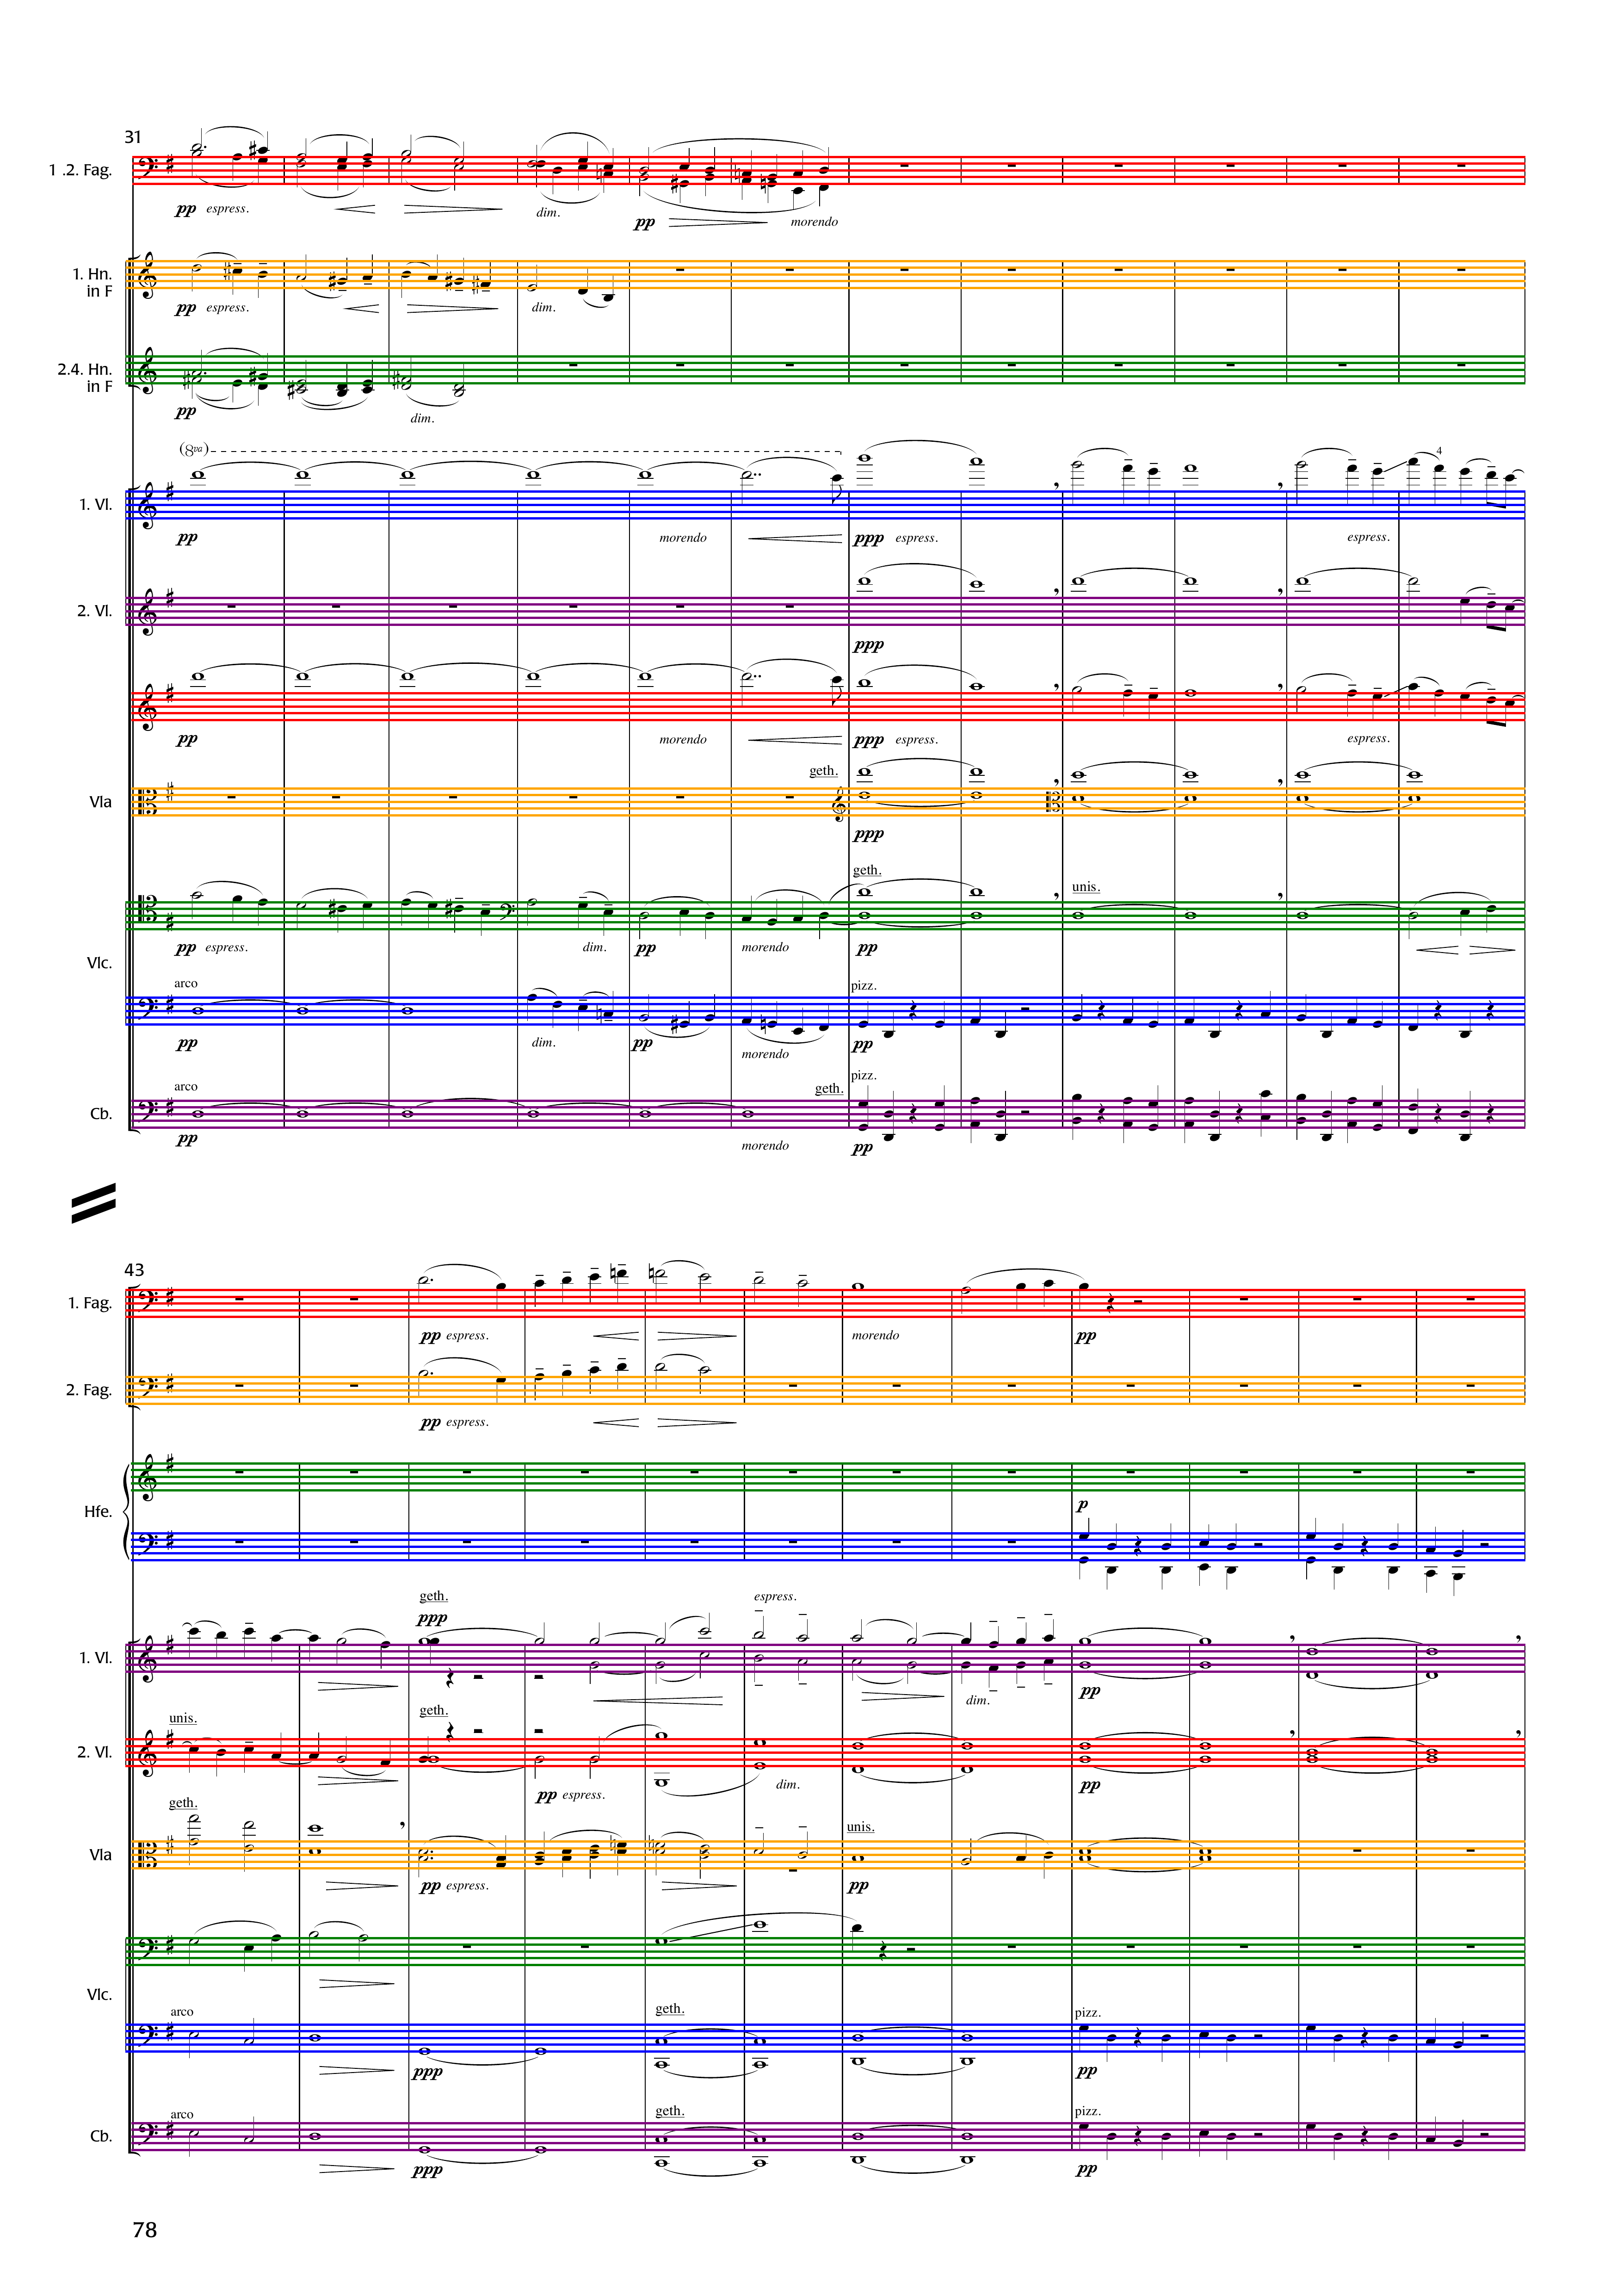 31
1 .2. Fag.
pp espress.
dim.
pp
morendo
1. Hn.
in F
pp espress.
dim.
2.4. Hn.
in F
pp
dim.
(8va)
4
1. Vl.
pp
morendo
ppp espress.
espress.
2. Vl.
ppp
pp
morendo
ppp espress.
espress.
geth.
Vla
ppp
geth.
unis.
pp espress.
dim.
pp
morendo
pp
Vlc.
arco
pizz.
pp
dim.
pp
morendo
pp
arco
geth.
pizz.
Cb.
pp
morendo
pp
43
1. Fag.
pp espress.
morendo
pp
2. Fag.
pp espress.
Hfe.
p
geth.
espress.
ppp
1. Vl.
dim.
pp
unis.
geth.
2. Vl.
pp espress.
dim.
pp
geth.
unis.
Vla
pp espress.
pp
Vlc.
arco
geth.
pizz.
ppp
pp
arco
geth.
pizz.
Cb.
ppp
pp
78